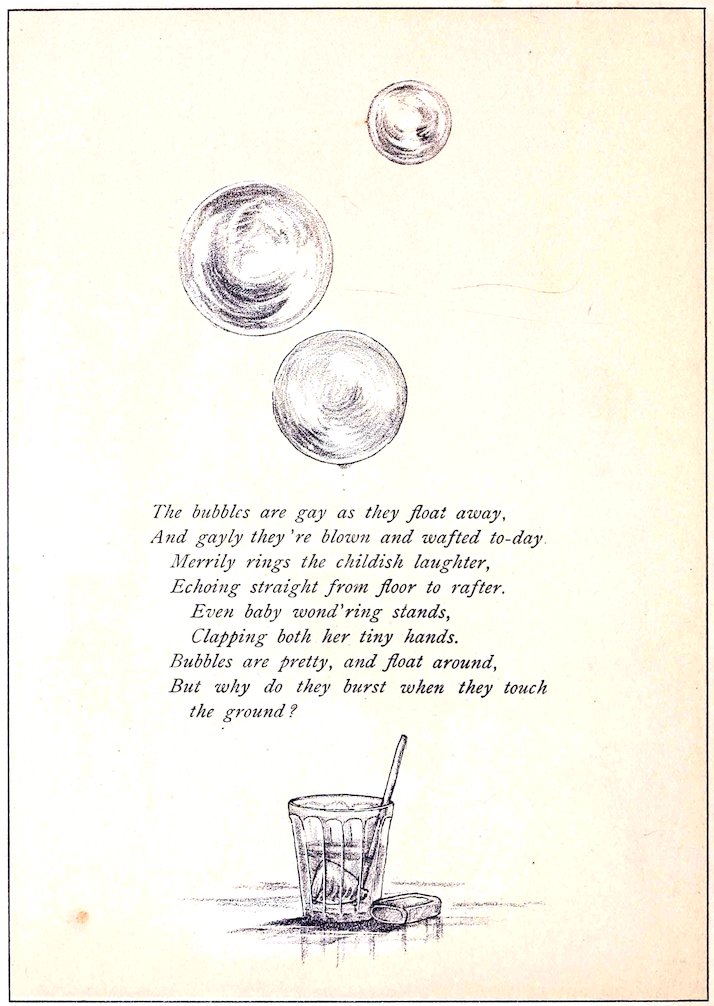 The bubbles are gay as they float away,
And gayly they're blown and wafted to-day.
Merrily rings the childish laughter,
Echoing straight from floor to rafter.
Even baby wond'ring stands,
Clapping both her tiny hands.
Bubbles are pretty, and float around,
But why do they burst when they touch
the ground?